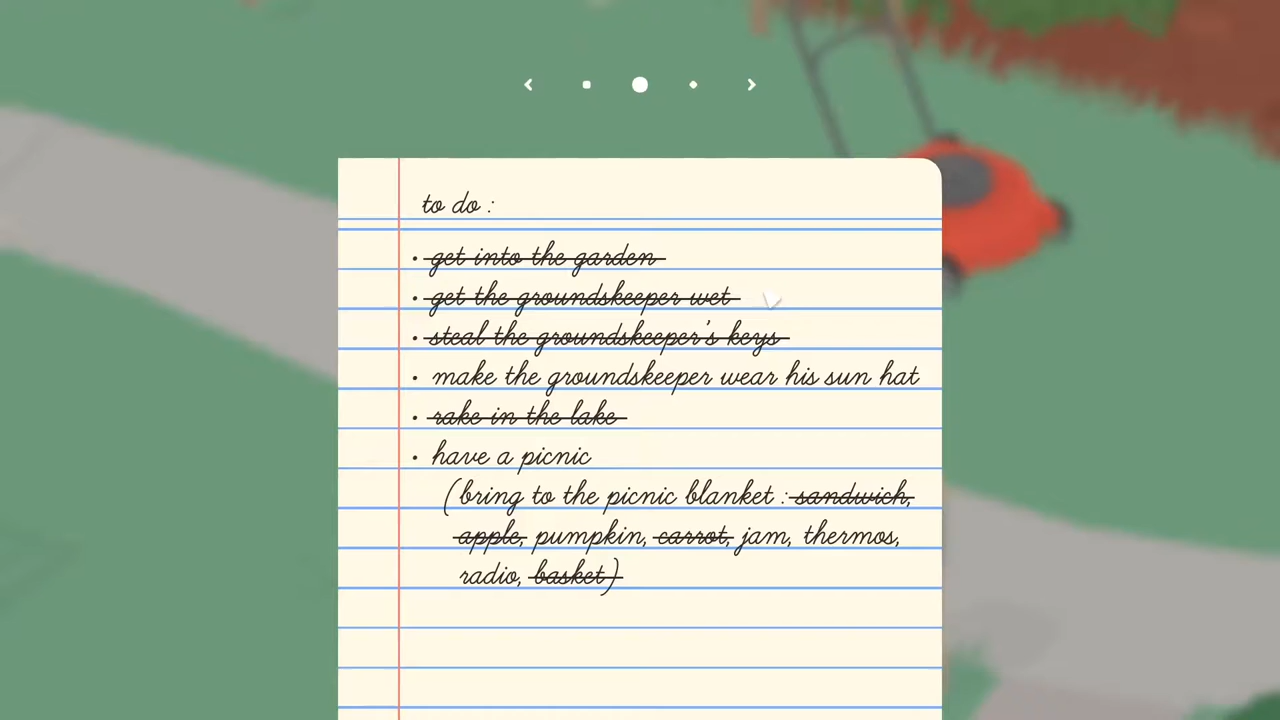 to do :
• get into the garden
• get the groundskeeper wet
• steal the groundskeeper's keys
• make the groundskeeper wear his sun hat
• rake in the lake
• have a picnic
(bring to the picnic blanket : sandwich,
apple, pumpkin, carrot, jam, thermos,
radio, basket)